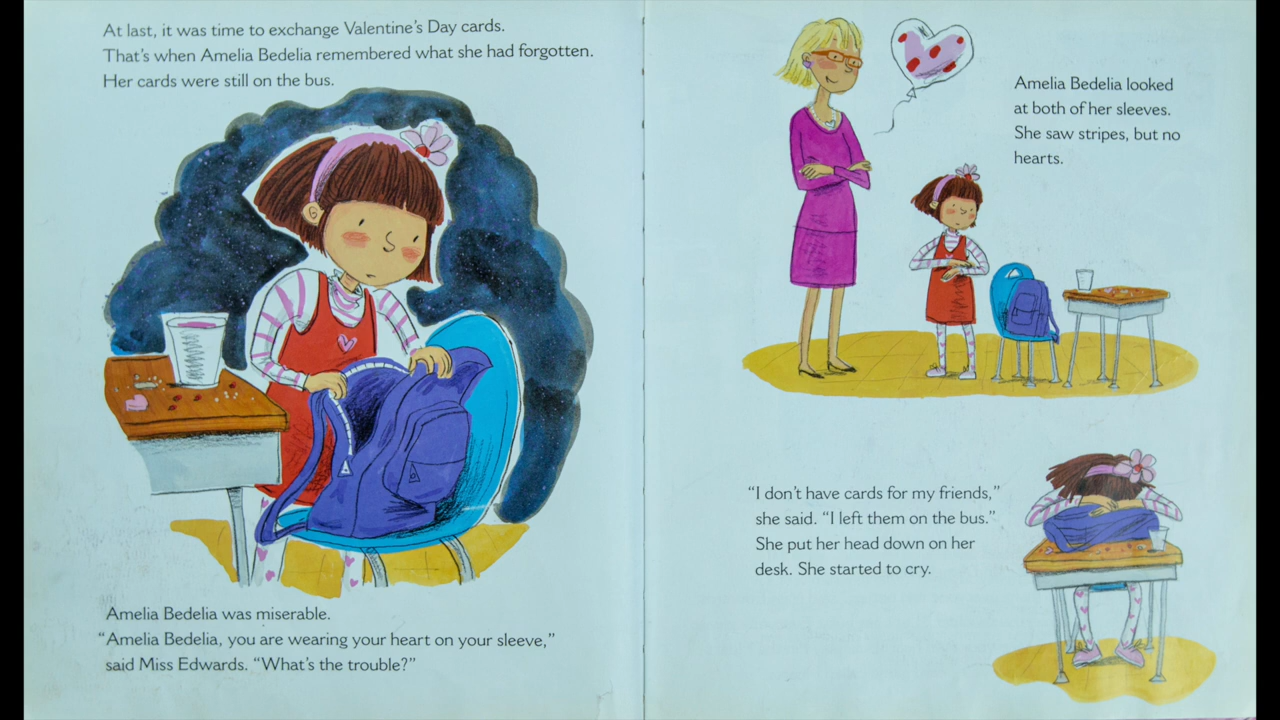 At last, it was time to exchange Valentine's Day cards.
That's when Amelia Bedelia remembered what she had forgotten.
Her cards were still on the bus.
Amelia Bedelia was miserable.
“Amelia Bedelia, you are wearing your heart on your sleeve,”
said Miss Edwards. “What's the trouble?”
Amelia Bedelia looked
at both of her sleeves.
She saw stripes, but no
hearts.
“I don't have cards for my friends,”
she said. “I left them on the bus.”
She put her head down on her
desk. She started to cry.